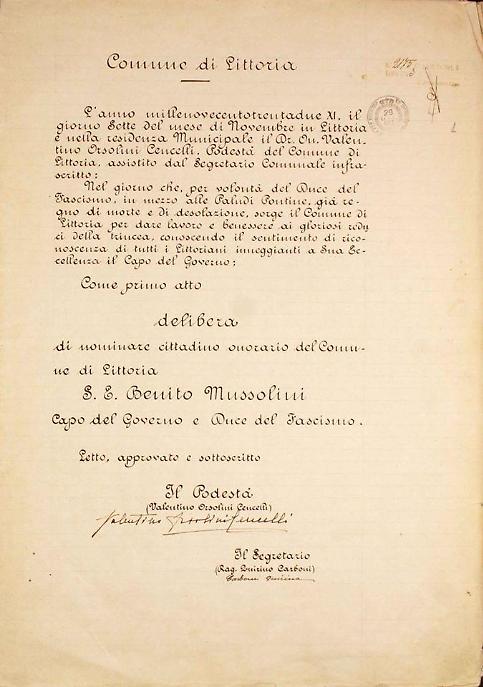 Comune di Littoria
L'anno millenovecentotrentadue XI, il
giorno Sette del mese di Novembre in Littoria
e nella residenza Municipale il Dr. On. Valen-
tino Orsolini Cencelli, Podestà del Comune di
Littoria, assistito dal Segretario Comunale infra-
scritto:
Nel giorno che, per volontà del Duce del
Fascismo, in mezzo alle Paludi Pontine, già re-
gno di morte e di desolazione, sorge il Comune di
Littoria per dare lavoro e benessere ai gloriosi redu
ci della trincea, conoscendo il sentimento di rico-
noscenza di tutti i Littoriani inneggianti a Sua Ec-
cellenza il Capo del Governo:
Come primo atto
delibera
di nominare cittadino onorario del Comu-
ne di Littoria
S. E. Benito Mussolini
Capo del Governo e Duce del Fascismo.
Letto, approvato e sottoscritto
Il Podestà
(Valentino Orsolini Cencelli)
Valentino Orsolini Cencelli
Il Segretario
(Rag. Quirino Carboni)